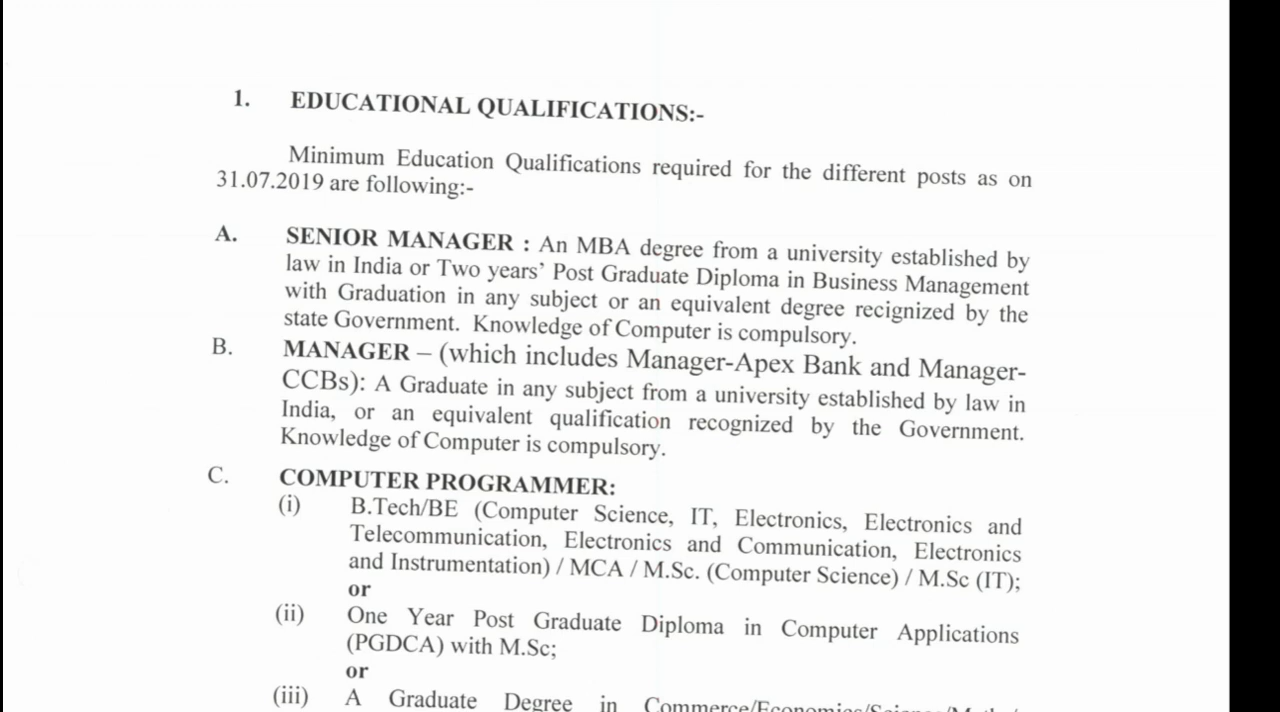 1. EDUCATIONAL QUALIFICATIONS:-
Minimum Education Qualifications required for the different posts as on
31.07.2019 are following:-
A. SENIOR MANAGER : An MBA degree from a university established by
law in India or Two years’ Post Graduate Diploma in Business Management
with Graduation in any subject or an equivalent degree recignized by the
state Government. Knowledge of Computer is compulsory.
B. MANAGER – (which includes Manager-Apex Bank and Manager-
CCBs): A Graduate in any subject from a university established by law in
India, or an equivalent qualification recognized by the Government.
Knowledge of Computer is compulsory.
C. COMPUTER PROGRAMMER:
(i) B.Tech/BE (Computer Science, IT, Electronics, Electronics and
Telecommunication, Electronics and Communication, Electronics
and Instrumentation) / MCA / M.Sc. (Computer Science) / M.Sc (IT);
or
(ii) One Year Post Graduate Diploma in Computer Applications
(PGDCA) with M.Sc;
or
(iii) A Graduate Degree in Commerce/Economics/Science/Maths/